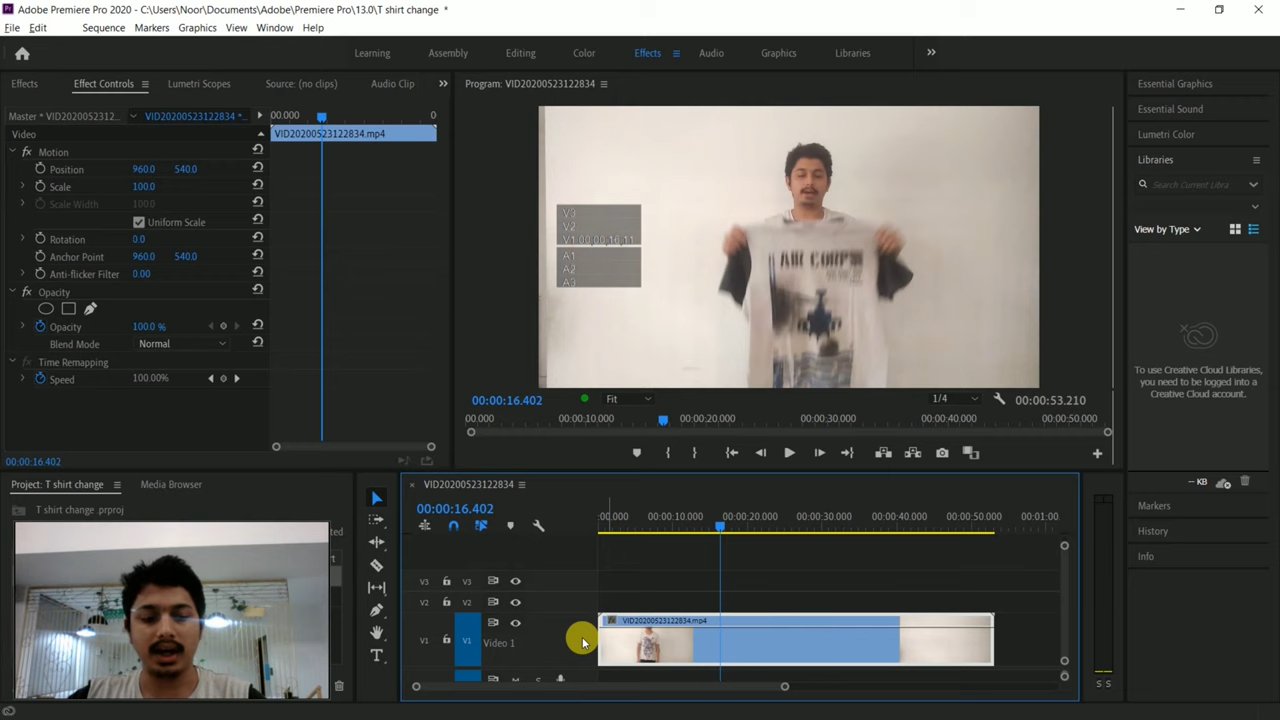 Adobe Premiere Pro 2020 - C:\Users\Noor\Documents\Adobe\Premiere Pro\13.0\T shirt change *
File Edit Sequence Markers Graphics View Window Help
Learning Assembly Editing Color Effects Audio Graphics Libraries
Effects Effect Controls Lumetri Scopes Source: (no clips) Audio Clip
Master * VID2020052312... VID20200523122834 *...
:00.000 0
Video
VID20200523122834.mp4
fx Motion
Position 960.0 540.0
Scale 100.0
Scale Width 100.0
Uniform Scale
Rotation 0.0
Anchor Point 960.0 540.0
Anti-flicker Filter 0.00
fx Opacity
Opacity 100.0 %
Blend Mode Normal
fx Time Remapping
Speed 100.00%
00:00:16.402
Program: VID20200523122834
V3
V2
V1 00;00;16;11
A1
A2
A3
AIR CORPS
00:00:16.402 Fit 1/4 00:00:53.210
:00.000 00:00:10.000 00:00:20.000 00:00:30.000 00:00:40.000 00:00:50.000
Essential Graphics
Essential Sound
Lumetri Color
Libraries
Search Current Libra
View by Type
To use Creative Cloud Libraries,
you need to be logged into a
Creative Cloud account.
-- KB
Markers
History
Info
Project: T shirt change Media Browser
T shirt change.prproj
VID20200523122834
00:00:16.402
:00.000 00:00:10.000 00:00:20.000 00:00:30.000 00:00:40.000 00:00:50.000 00:01:00.
V3 V3
V2 V2
fx VID20200523122834.mp4
V1 V1 Video 1
M S
S S